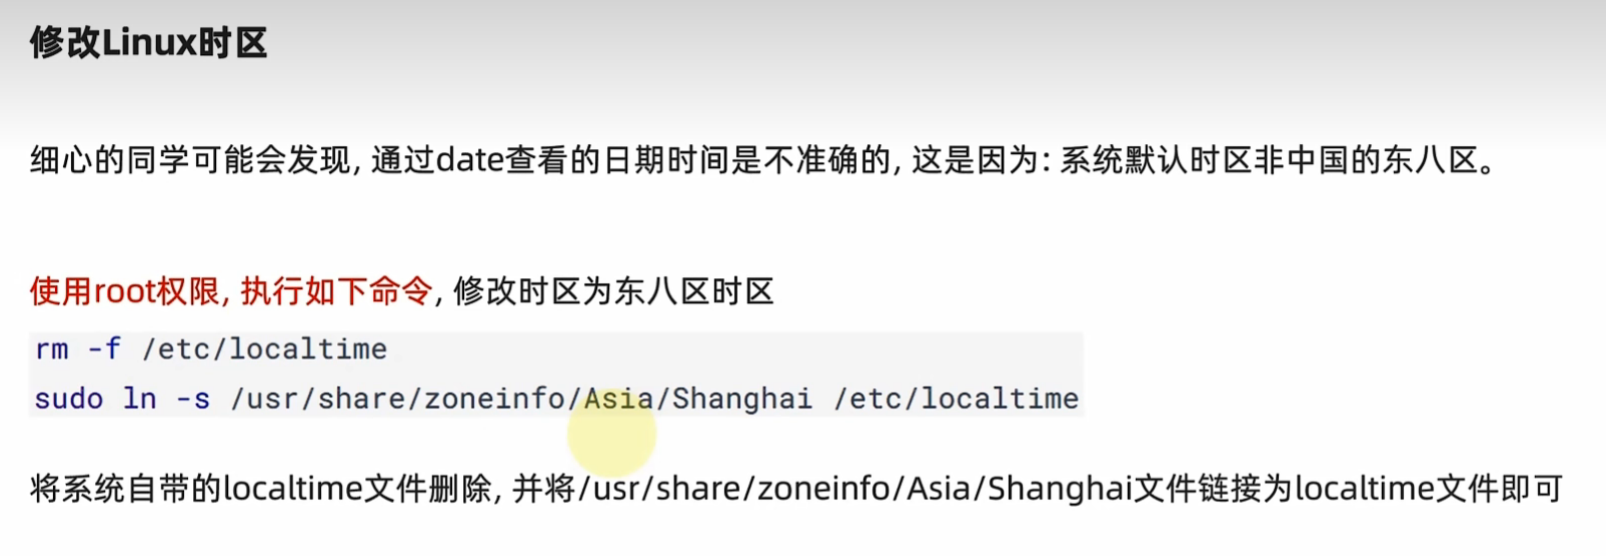 修改Linux时区
细心的同学可能会发现, 通过date查看的日期时间是不准确的, 这是因为: 系统默认时区非中国的东八区。
使用root权限, 执行如下命令, 修改时区为东八区时区
rm -f /etc/localtime
sudo ln -s /usr/share/zoneinfo/Asia/Shanghai /etc/localtime
将系统自带的localtime文件删除, 并将/usr/share/zoneinfo/Asia/Shanghai文件链接为localtime文件即可